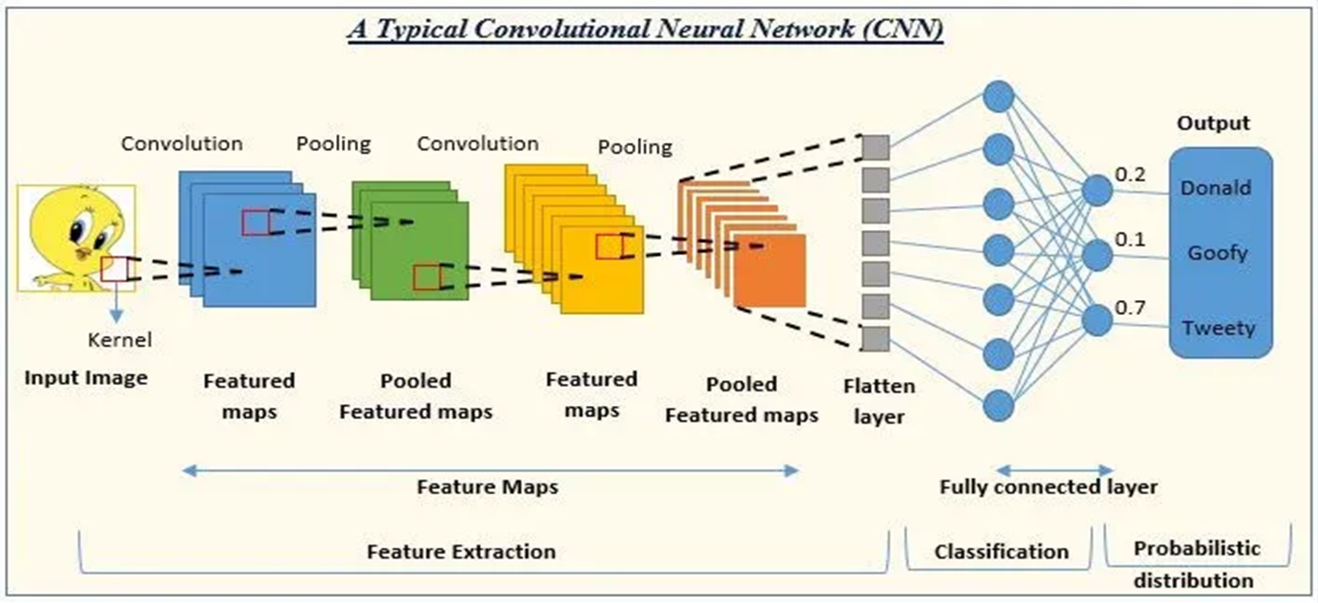 A Typical Convolutional Neural Network (CNN)
Convolution
Pooling
Convolution
Pooling
Output
0.2
Donald
0.1
Goofy
0.7
Tweety
Kernel
Input Image
Featured
maps
Pooled
Featured maps
Featured
maps
Pooled
Featured maps
Flatten
layer
Feature Maps
Fully connected layer
Feature Extraction
Classification
Probabilistic
distribution